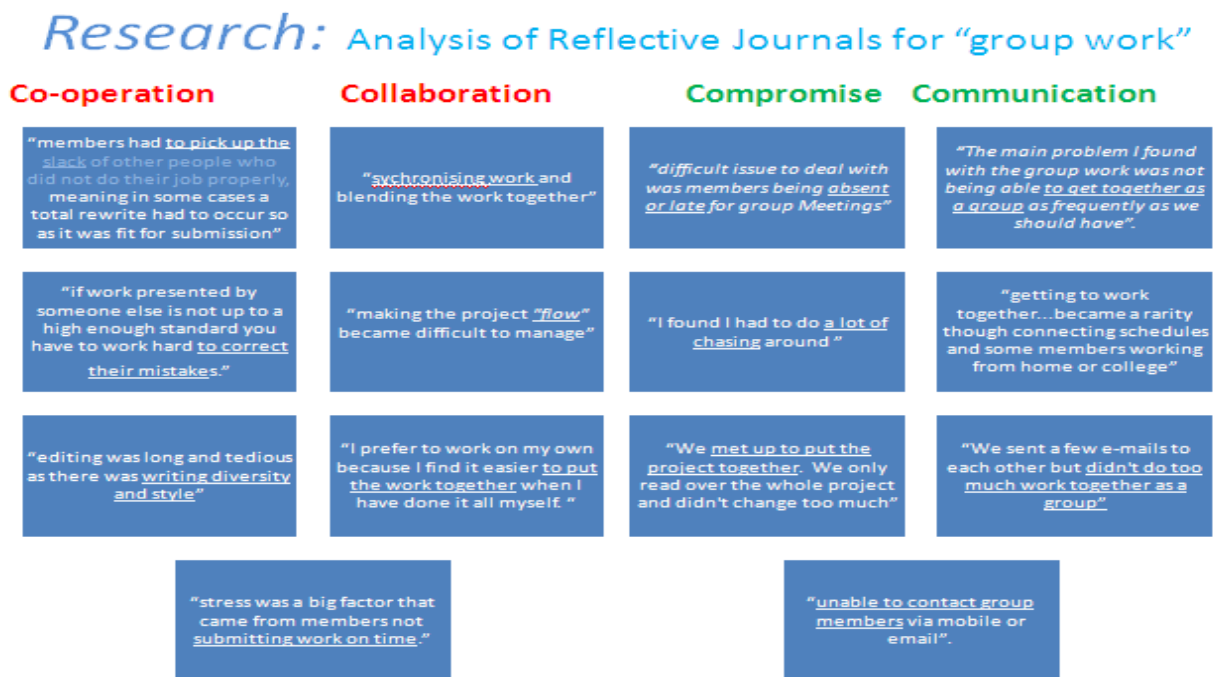 Research: Analysis of Reflective Journals for “group work”
Co-operation
Collaboration
Compromise
Communication
“members had to pick up the
slack of other people who
did not do their job properly,
meaning in some cases a
total rewrite had to occur so
as it was fit for submission”
“sychronising work and
blending the work together”
“difficult issue to deal with
was members being absent
or late for group Meetings”
“The main problem I found
with the group work was not
being able to get together as
a group as frequently as we
should have”.
“if work presented by
someone else is not up to a
high enough standard you
have to work hard to correct
their mistakes.”
“making the project “flow”
became difficult to manage”
“I found I had to do a lot of
chasing around ”
“getting to work
together...became a rarity
though connecting schedules
and some members working
from home or college”
“editing was long and tedious
as there was writing diversity
and style”
“I prefer to work on my own
because I find it easier to put
the work together when I
have done it all myself. “
“We met up to put the
project together. We only
read over the whole project
and didn't change too much”
“We sent a few e-mails to
each other but didn't do too
much work together as a
group”
“stress was a big factor that
came from members not
submitting work on time.”
“unable to contact group
members via mobile or
email”.